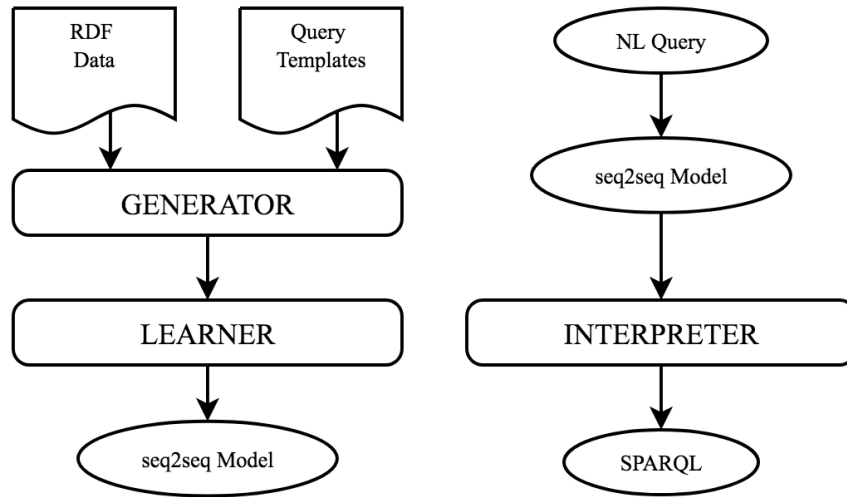 RDF
Data
Query
Templates
GENERATOR
LEARNER
seq2seq Model
NL Query
seq2seq Model
INTERPRETER
SPARQL